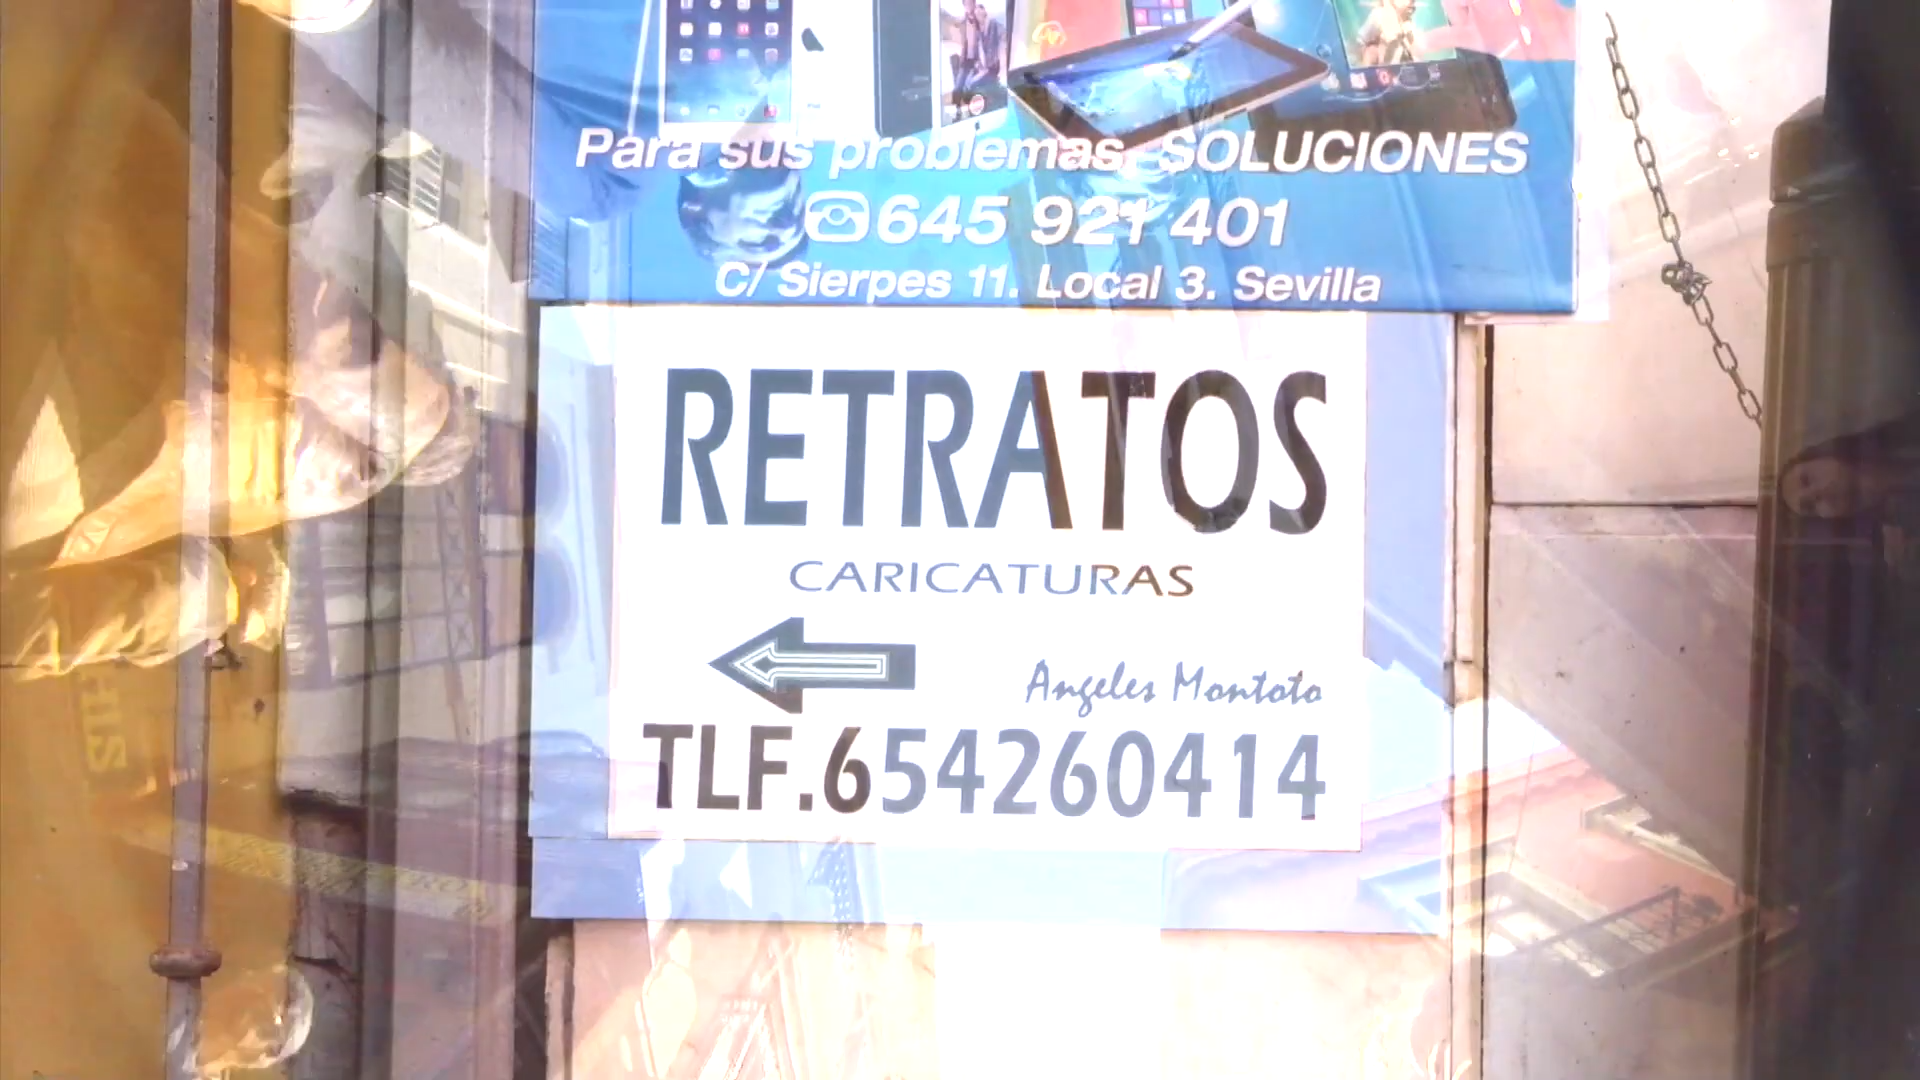 Para sus problemas, SOLUCIONES
645 921 401
C/ Sierpes 11. Local 3. Sevilla
RETRATOS
CARICATURAS
Angeles Montoto
TLF.654260414